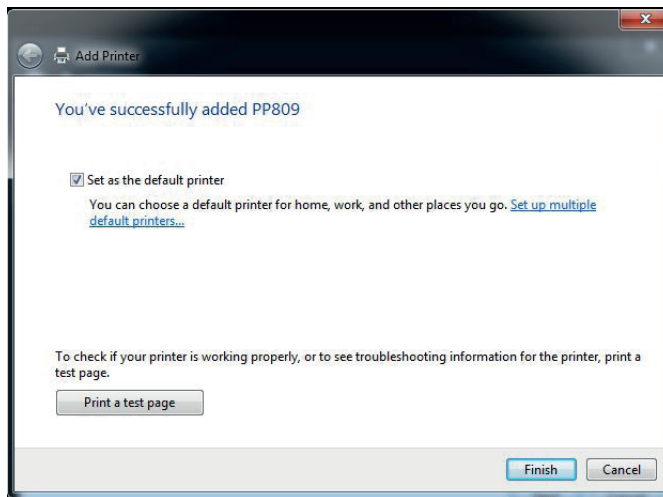 Add Printer
You've successfully added PP809
Set as the default printer
You can choose a default printer for home, work, and other places you go. Set up multiple
default printers...
To check if your printer is working properly, or to see troubleshooting information for the printer, print a
test page.
Print a test page
Finish Cancel